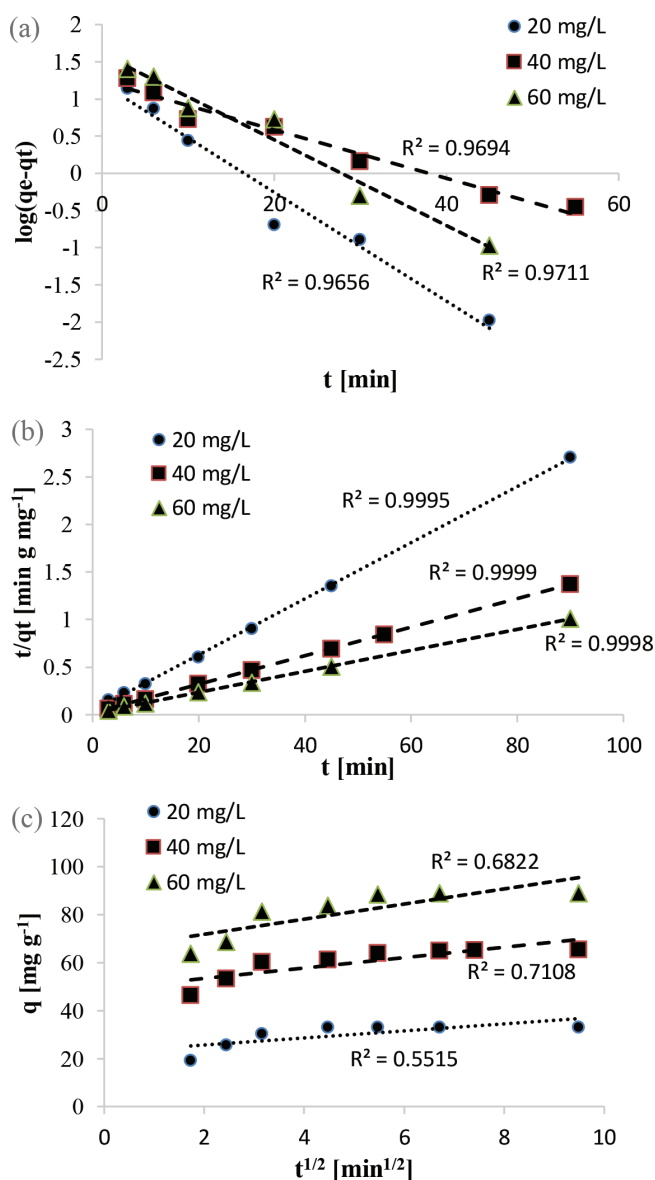 (a)
20 mg/L
40 mg/L
60 mg/L
2
1.5
1
0.5
0
-0.5
-1
-1.5
-2
-2.5
0
20
40
60
R² = 0.9694
R² = 0.9711
R² = 0.9656
log(qe-qt)
t [min]
(b)
20 mg/L
40 mg/L
60 mg/L
3
2.5
2
1.5
1
0.5
0
R² = 0.9995
R² = 0.9999
R² = 0.9998
t/qt [min g mg⁻¹]
0
20
40
60
80
100
t [min]
(c)
20 mg/L
40 mg/L
60 mg/L
120
100
80
60
40
20
0
R² = 0.6822
R² = 0.7108
R² = 0.5515
q [mg g⁻¹]
0
2
4
6
8
10
t¹/² [min¹/²]